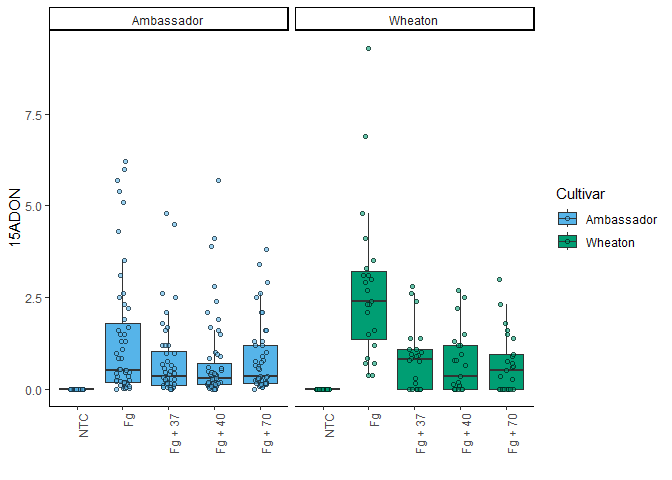 Ambassador
Wheaton
15ADON
7.5
5.0
2.5
0.0
NTC
Fg
Fg + 37
Fg + 40
Fg + 70
NTC
Fg
Fg + 37
Fg + 40
Fg + 70
Cultivar
Ambassador
Wheaton